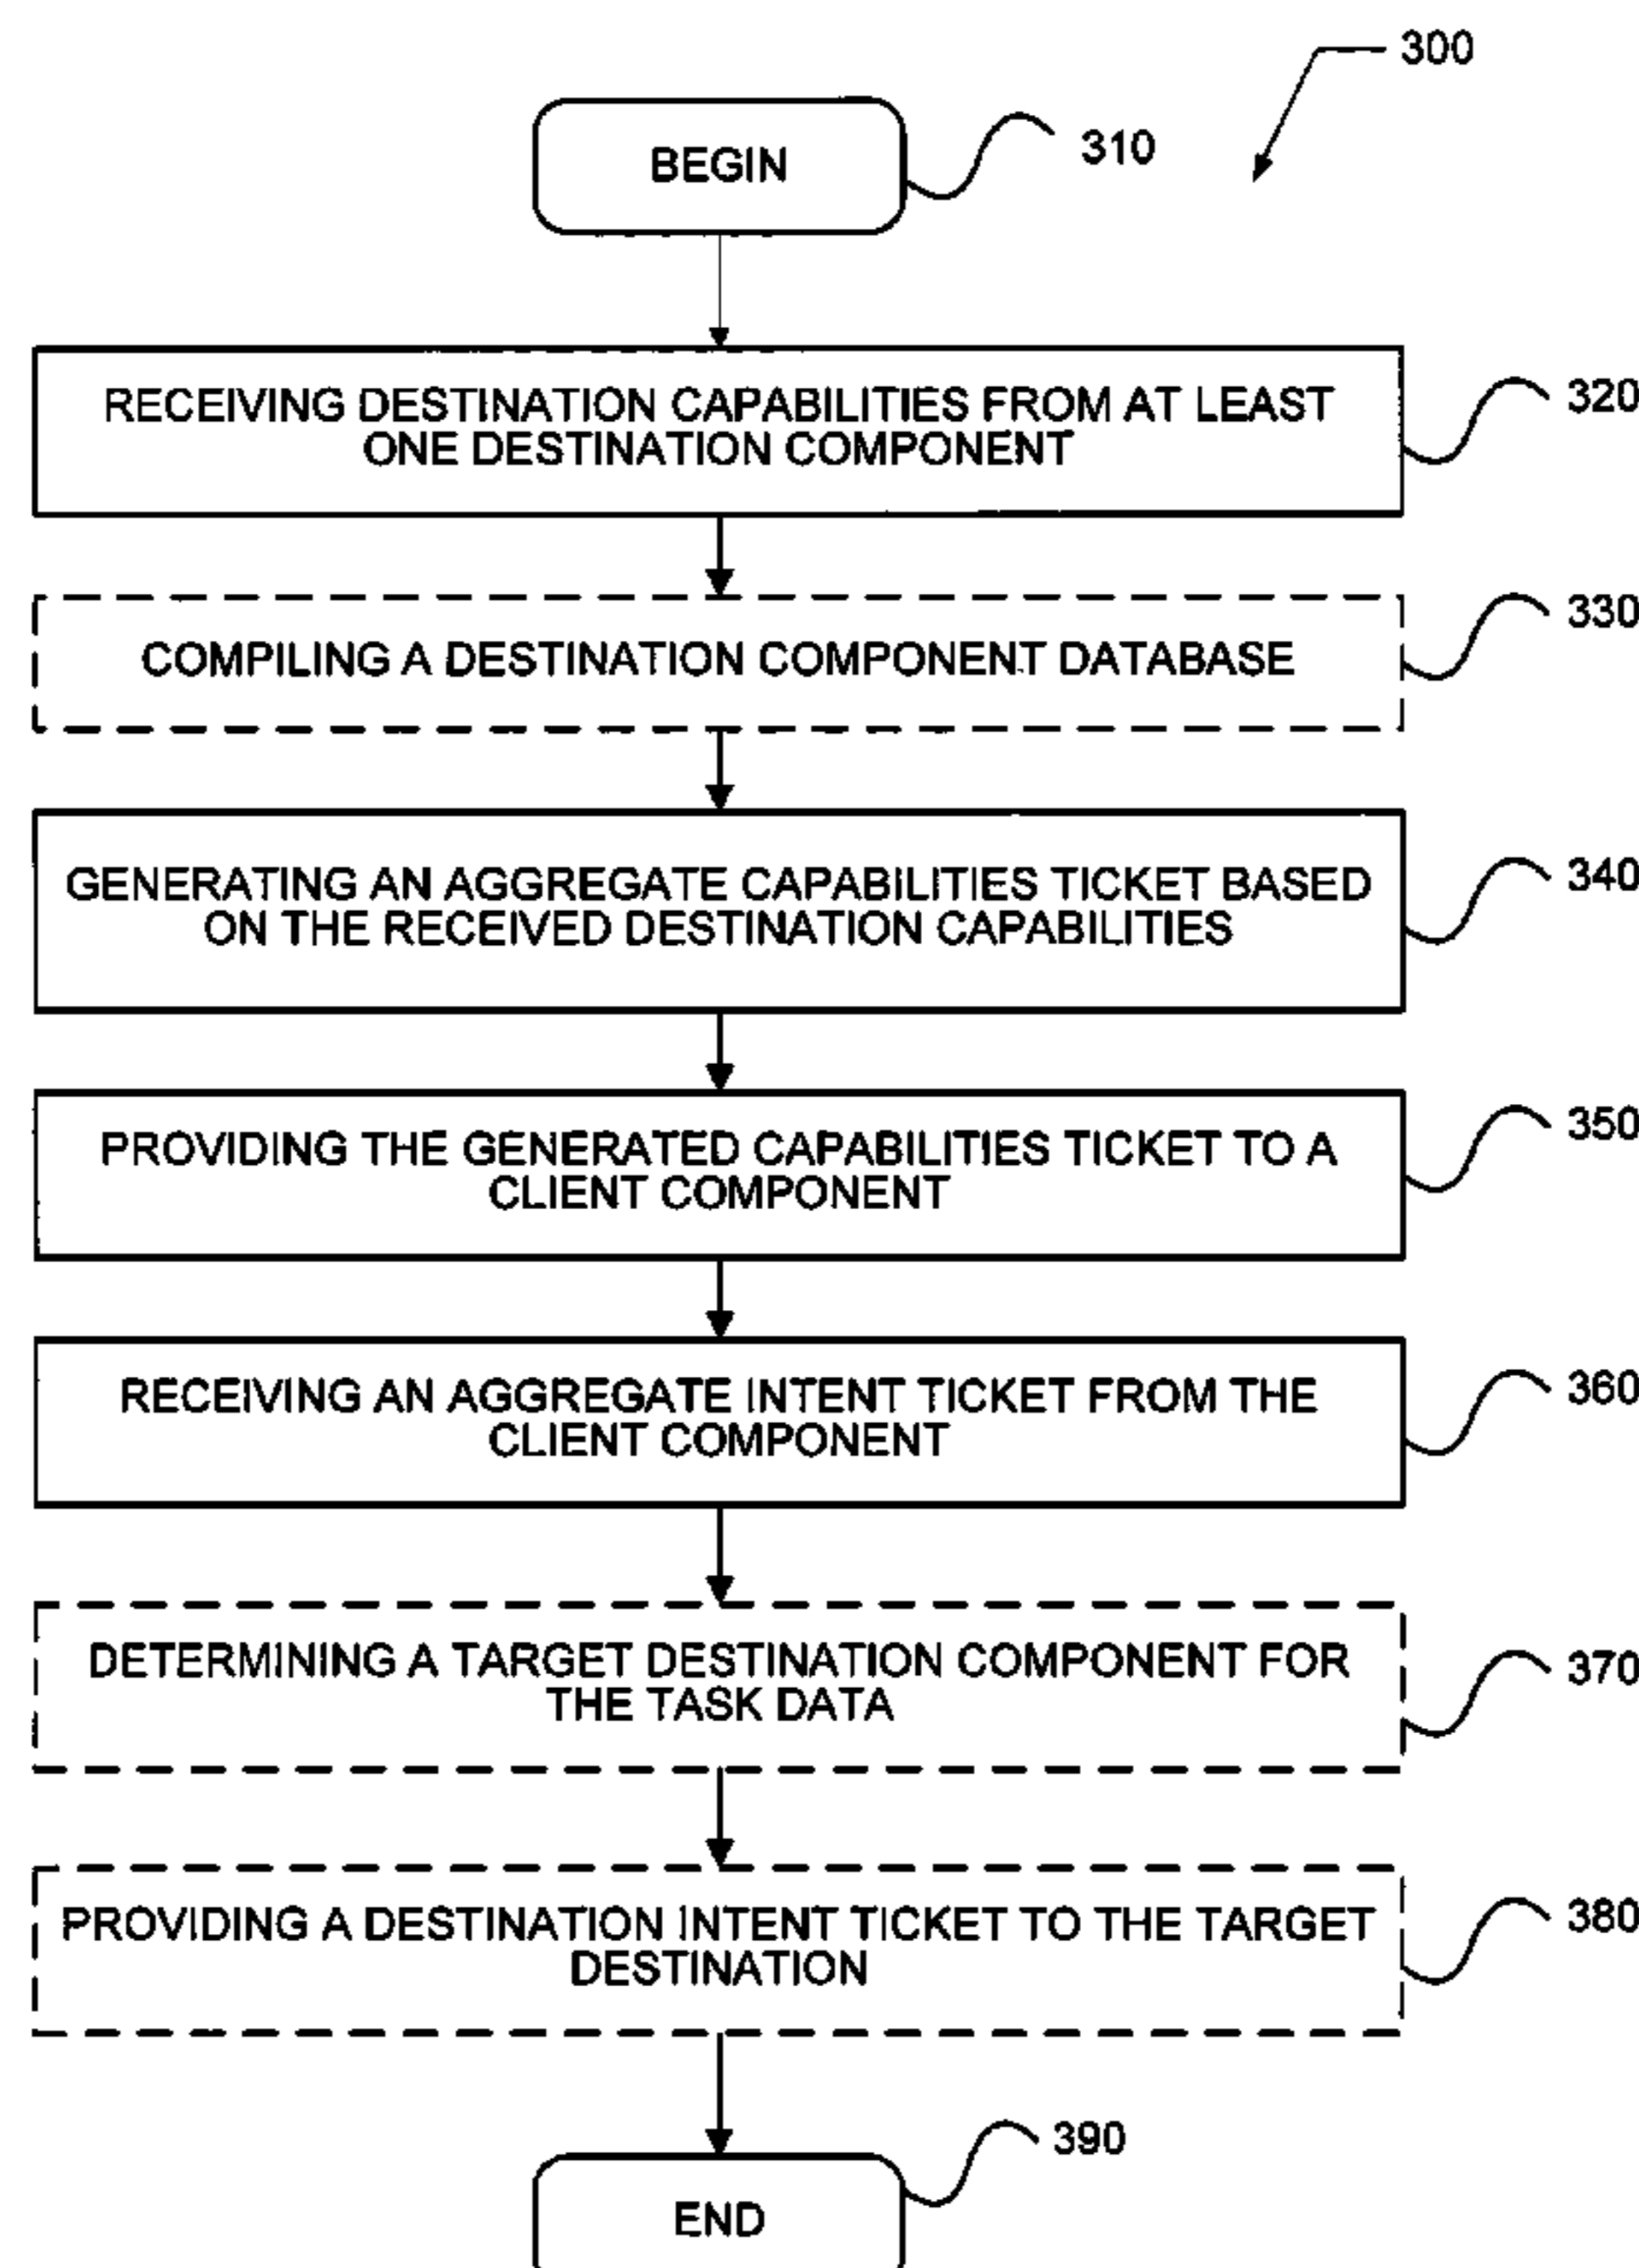 300
BEGIN
310
RECEIVING DESTINATION CAPABILITIES FROM AT LEAST
ONE DESTINATION COMPONENT
320
COMPILING A DESTINATION COMPONENT DATABASE
330
GENERATING AN AGGREGATE CAPABILITIES TICKET BASED
ON THE RECEIVED DESTINATION CAPABILITIES
340
PROVIDING THE GENERATED CAPABILITIES TICKET TO A
CLIENT COMPONENT
350
RECEIVING AN AGGREGATE INTENT TICKET FROM THE
CLIENT COMPONENT
360
DETERMINING A TARGET DESTINATION COMPONENT FOR
THE TASK DATA
370
PROVIDING A DESTINATION INTENT TICKET TO THE TARGET
DESTINATION
380
END
390